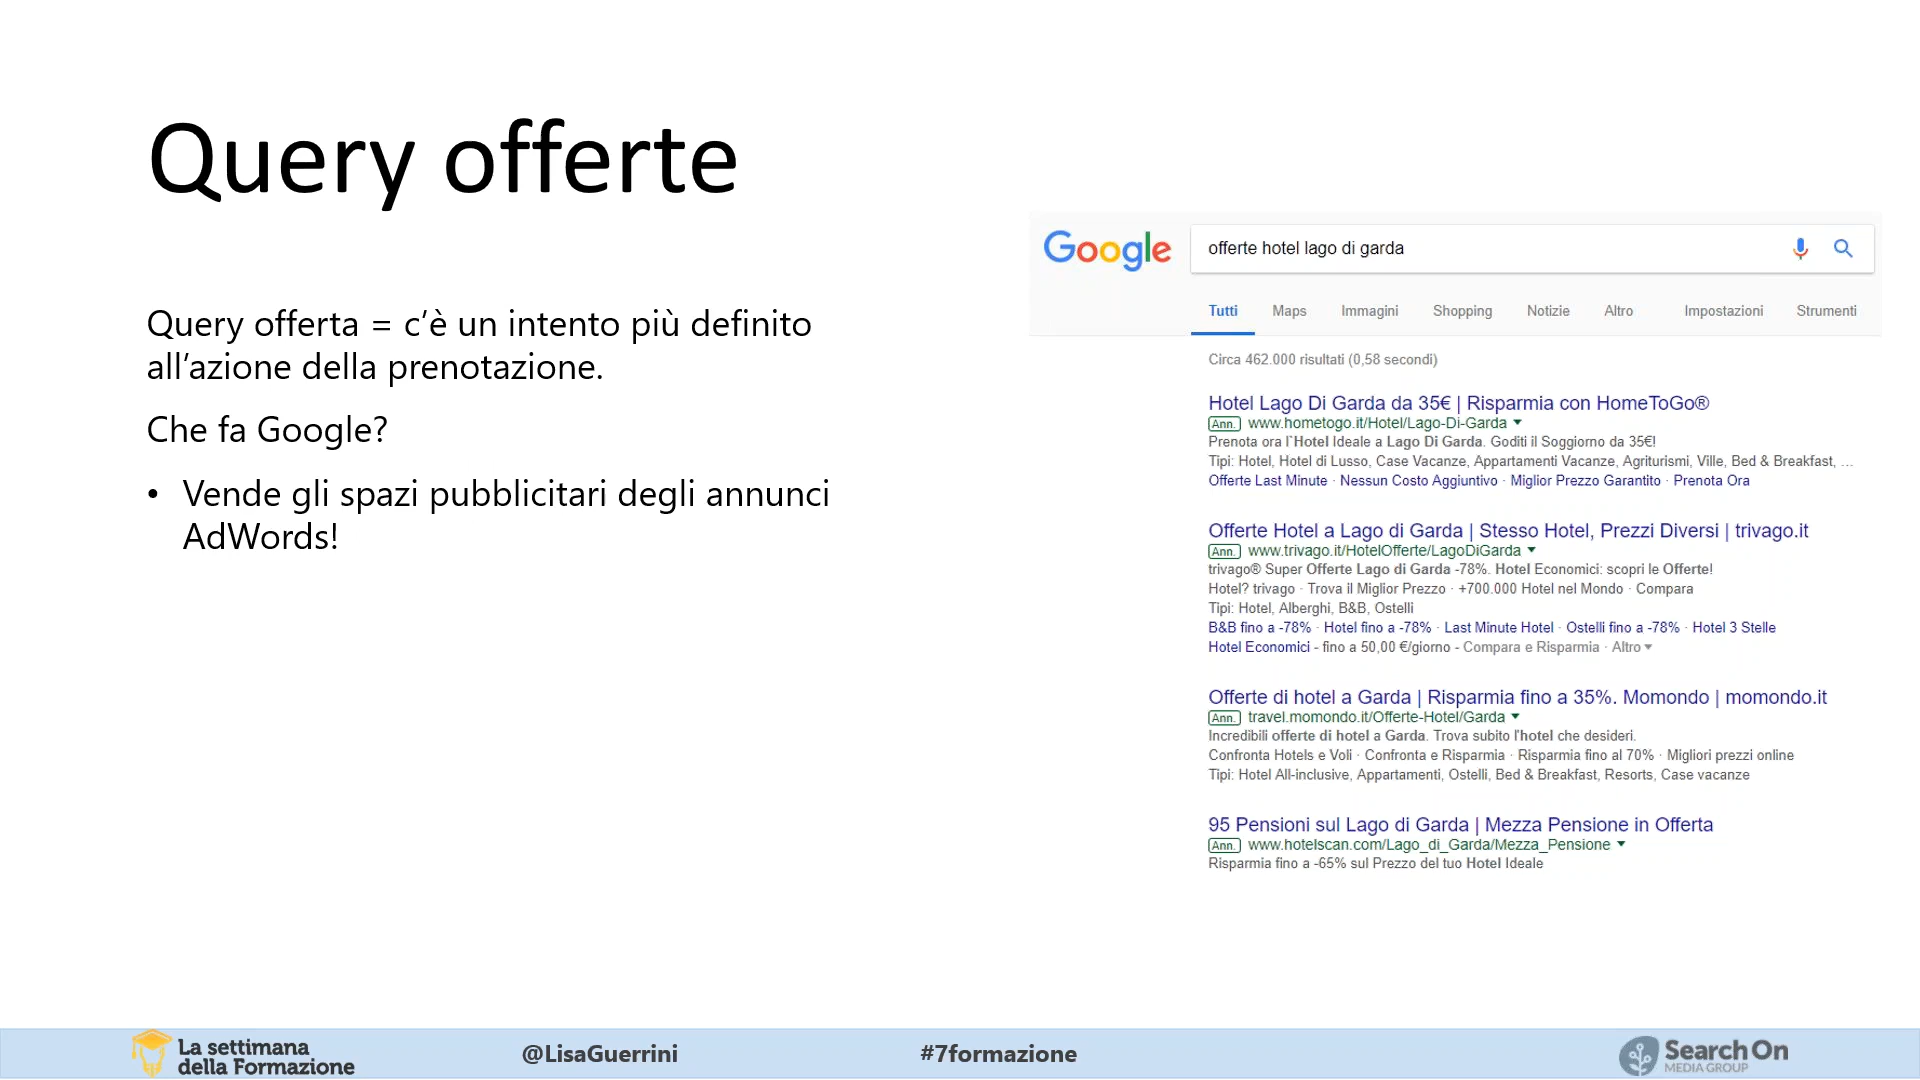 Query offerte
Query offerta = c’è un intento più definito
all’azione della prenotazione.
Che fa Google?
• Vende gli spazi pubblicitari degli annunci
AdWords!
Google
offerte hotel lago di garda
Tutti Maps Immagini Shopping Notizie Altro Impostazioni Strumenti
Circa 462.000 risultati (0,58 secondi)
Hotel Lago Di Garda da 35€ | Risparmia con HomeToGo®
Ann. www.hometogo.it/Hotel/Lago-Di-Garda
Prenota ora l`Hotel Ideale a Lago Di Garda. Goditi il Soggiorno da 35€!
Tipi: Hotel, Hotel di Lusso, Case Vacanze, Appartamenti Vacanze, Agriturismi, Ville, Bed & Breakfast, ...
Offerte Last Minute · Nessun Costo Aggiuntivo · Miglior Prezzo Garantito · Prenota Ora
Offerte Hotel a Lago di Garda | Stesso Hotel, Prezzi Diversi | trivago.it
Ann. www.trivago.it/HotelOfferte/LagoDiGarda
trivago® Super Offerte Lago di Garda -78%. Hotel Economici: scopri le Offerte!
Hotel? trivago · Trova il Miglior Prezzo · +700.000 Hotel nel Mondo · Compara
Tipi: Hotel, Alberghi, B&B, Ostelli
B&B fino a -78% · Hotel fino a -78% · Last Minute Hotel · Ostelli fino a -78% · Hotel 3 Stelle
Hotel Economici - fino a 50,00 €/giorno - Compara e Risparmia · Altro
Offerte di hotel a Garda | Risparmia fino a 35%. Momondo | momondo.it
Ann. travel.momondo.it/Offerte-Hotel/Garda
Incredibili offerte di hotel a Garda. Trova subito l'hotel che desideri.
Confronta Hotels e Voli · Confronta e Risparmia · Risparmia fino al 70% · Migliori prezzi online
Tipi: Hotel All-inclusive, Appartamenti, Ostelli, Bed & Breakfast, Resorts, Case vacanze
95 Pensioni sul Lago di Garda | Mezza Pensione in Offerta
Ann. www.hotelscan.com/Lago_di_Garda/Mezza_Pensione
Risparmia fino a -65% sul Prezzo del tuo Hotel Ideale
La settimana
della Formazione
@LisaGuerrini
#7formazione
Search On
MEDIA GROUP